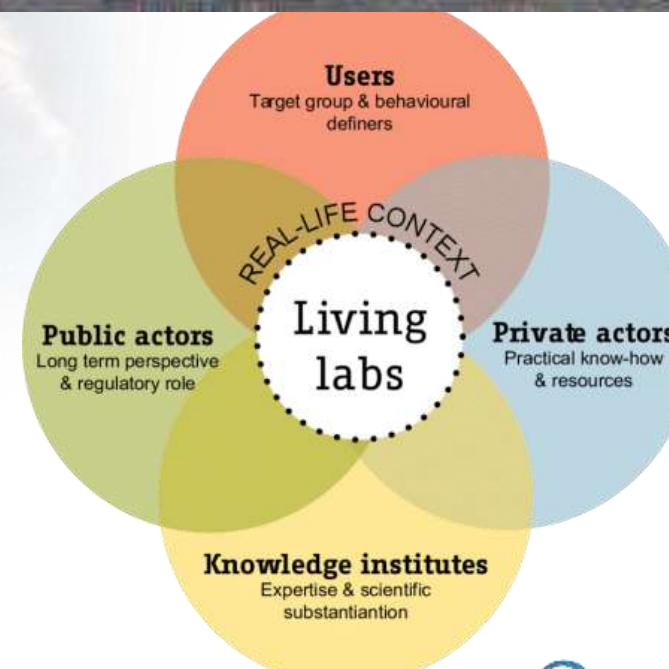 Users
Target group & behavioural
definers
REAL-LIFE CONTEXT
Living
labs
Public actors
Long term perspective
& regulatory role
Private actors
Practical know-how
& resources
Knowledge institutes
Expertise & scientific
substantiantion